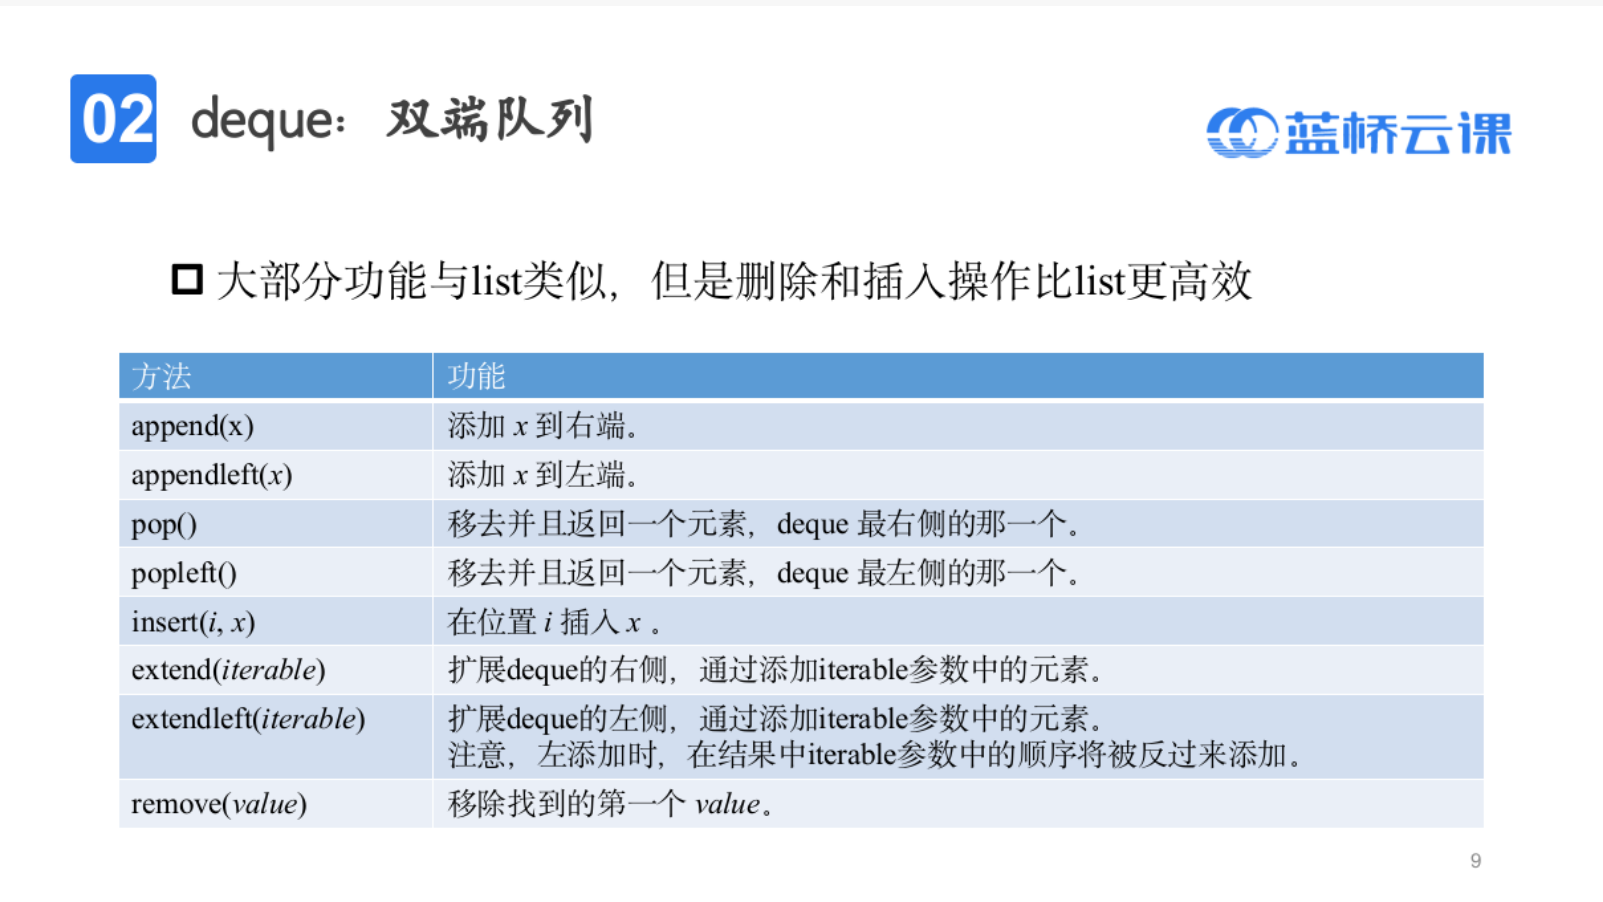 02 deque：双端队列
蓝桥云课
大部分功能与list类似，但是删除和插入操作比list更高效
方法 功能
append(x) 添加 x 到右端。
appendleft(x) 添加 x 到左端。
pop() 移去并且返回一个元素，deque 最右侧的那一个。
popleft() 移去并且返回一个元素，deque 最左侧的那一个。
insert(i, x) 在位置 i 插入 x 。
extend(iterable) 扩展deque的右侧，通过添加iterable参数中的元素。
extendleft(iterable) 扩展deque的左侧，通过添加iterable参数中的元素。
注意，左添加时，在结果中iterable参数中的顺序将被反过来添加。
remove(value) 移除找到的第一个 value。
9